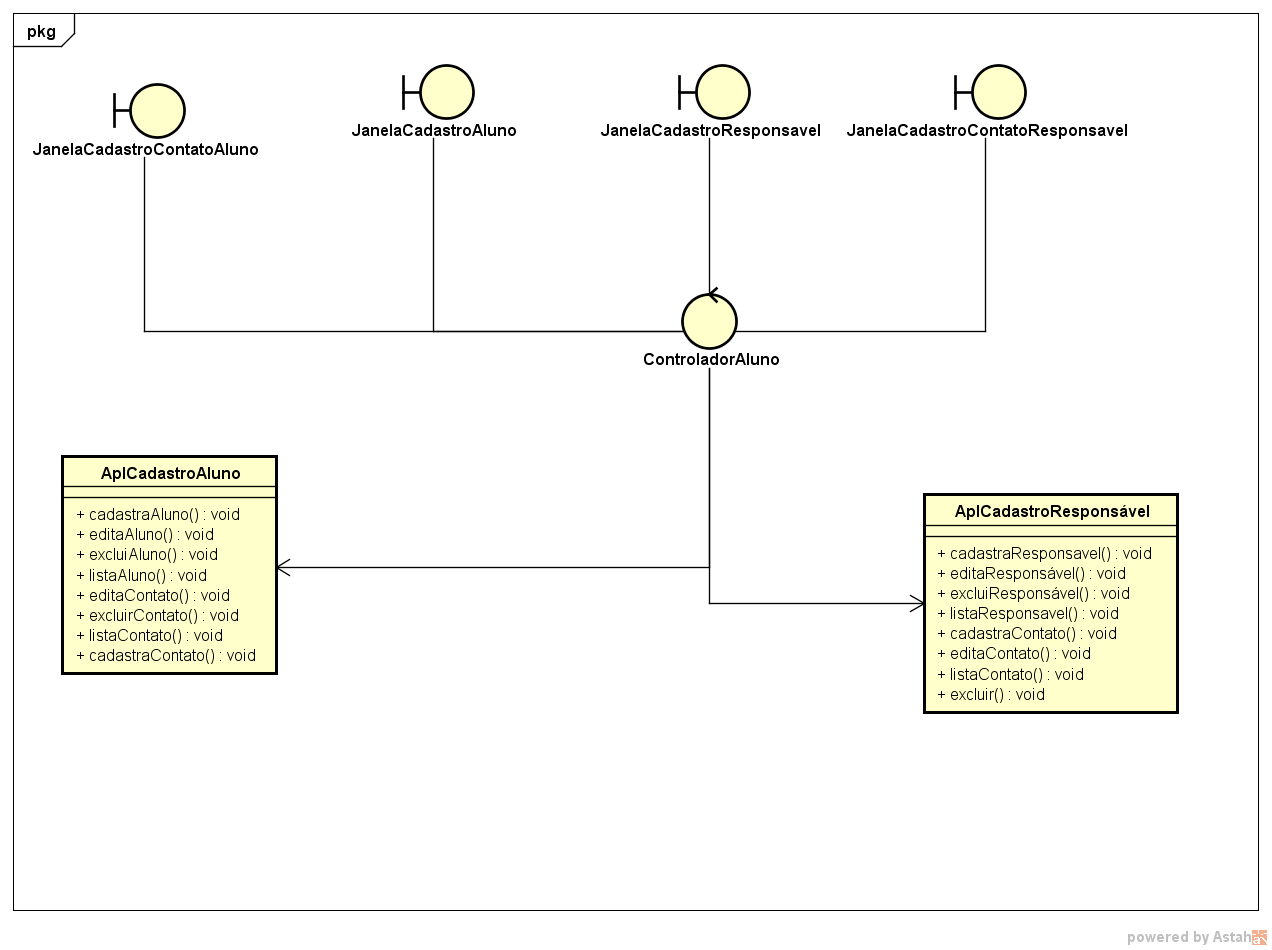 pkg
JanelaCadastroContatoAluno
JanelaCadastroAluno
JanelaCadastroResponsavel
JanelaCadastroContatoResponsavel
ControladorAluno
AplCadastroAluno
+ cadastraAluno() : void
+ editaAluno() : void
+ excluiAluno() : void
+ listaAluno() : void
+ editaContato() : void
+ excluirContato() : void
+ listaContato() : void
+ cadastraContato() : void
AplCadastroResponsável
+ cadastraResponsavel() : void
+ editaResponsável() : void
+ excluiResponsável() : void
+ listaResponsavel() : void
+ cadastraContato() : void
+ editaContato() : void
+ listaContato() : void
+ excluir() : void
powered by Astah